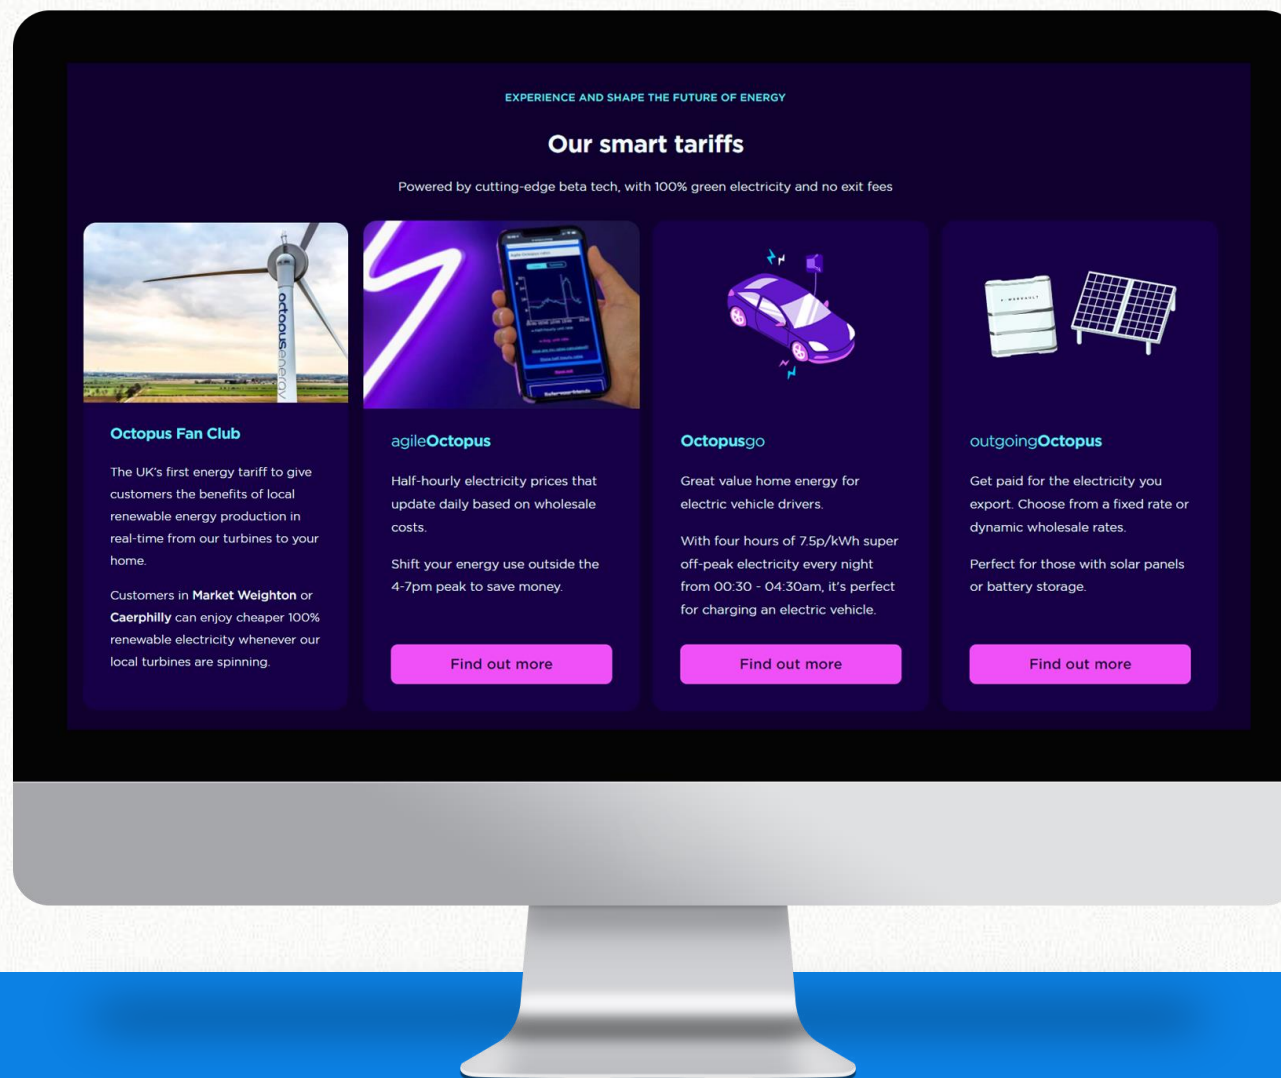 EXPERIENCE AND SHAPE THE FUTURE OF ENERGY
Our smart tariffs
Powered by cutting-edge beta tech, with 100% green electricity and no exit fees
octopusenergy
Octopus Fan Club
The UK's first energy tariff to give
customers the benefits of local
renewable energy production in
real-time from our turbines to your
home.
Customers in Market Weighton or
Caerphilly can enjoy cheaper 100%
renewable electricity whenever our
local turbines are spinning.
agileOctopus
Half-hourly electricity prices that
update daily based on wholesale
costs.
Shift your energy use outside the
4-7pm peak to save money.
Find out more
Octopusgo
Great value home energy for
electric vehicle drivers.
With four hours of 7.5p/kWh super
off-peak electricity every night
from 00:30 - 04:30am, it's perfect
for charging an electric vehicle.
Find out more
outgoingOctopus
Get paid for the electricity you
export. Choose from a fixed rate or
dynamic wholesale rates.
Perfect for those with solar panels
or battery storage.
Find out more